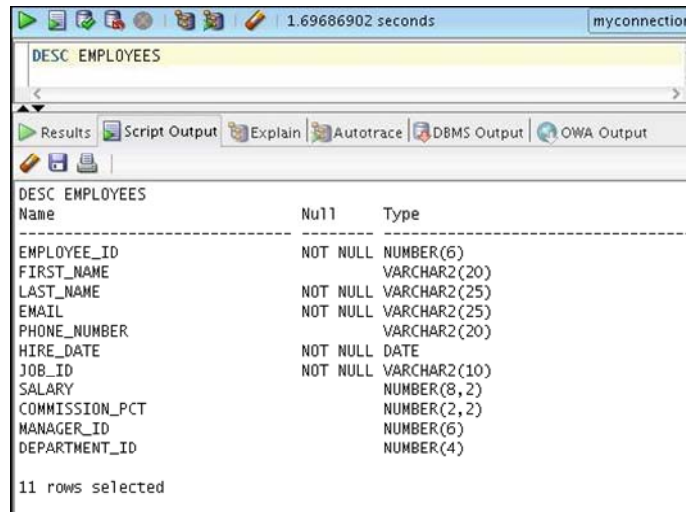 1.69686902 seconds
myconnection
DESC EMPLOYEES
Results Script Output Explain Autotrace DBMS Output OWA Output
DESC EMPLOYEES
Name Null Type
------------------------------ -------- ----------------------------------
EMPLOYEE_ID NOT NULL NUMBER(6)
FIRST_NAME VARCHAR2(20)
LAST_NAME NOT NULL VARCHAR2(25)
EMAIL NOT NULL VARCHAR2(25)
PHONE_NUMBER VARCHAR2(20)
HIRE_DATE NOT NULL DATE
JOB_ID NOT NULL VARCHAR2(10)
SALARY NUMBER(8,2)
COMMISSION_PCT NUMBER(2,2)
MANAGER_ID NUMBER(6)
DEPARTMENT_ID NUMBER(4)
11 rows selected